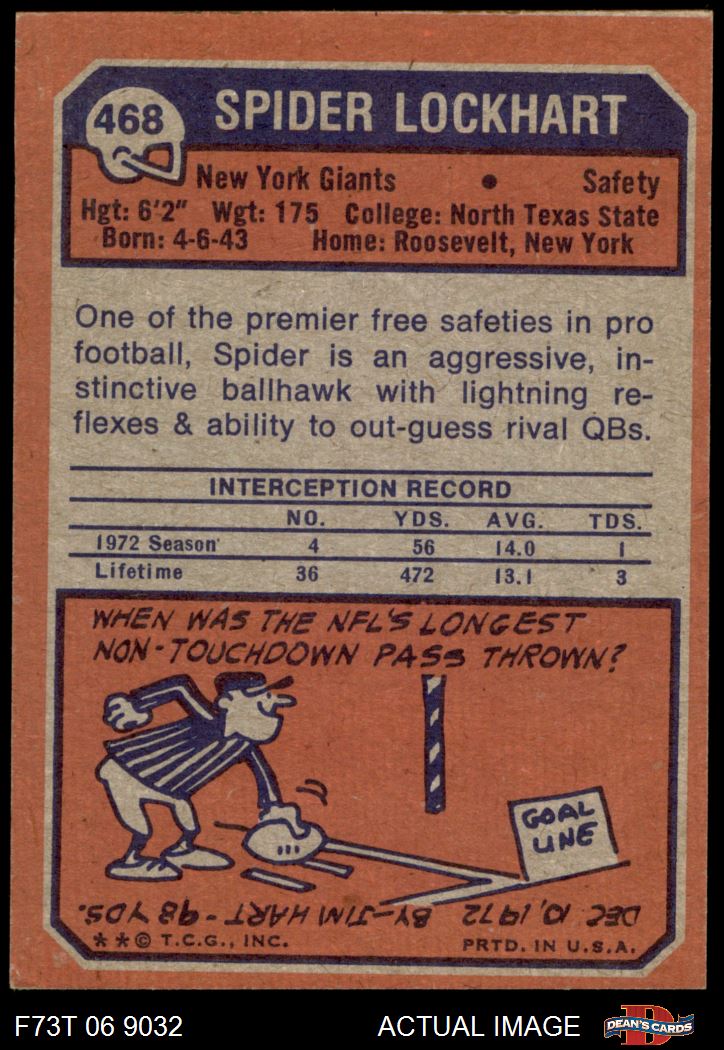 468
SPIDER LOCKHART
New York Giants • Safety
Hgt: 6'2" Wgt: 175 College: North Texas State
Born: 4-6-43 Home: Roosevelt, New York
One of the premier free safeties in pro
football, Spider is an aggressive, in-
stinctive ballhawk with lightning re-
flexes & ability to out-guess rival QBs.
INTERCEPTION RECORD
NO. YDS. AVG. TDS.
1972 Season 4 56 14.0 1
Lifetime 36 472 13.1 3
WHEN WAS THE NFL'S LONGEST
NON-TOUCHDOWN PASS THROWN?
GOAL
LINE
DEC 10, 1972 BY-JIM HART - 98 YDS.
**© T.C.G., INC. PRTD. IN U.S.A.
F73T 06 9032 ACTUAL IMAGE
DEAN'S CARDS